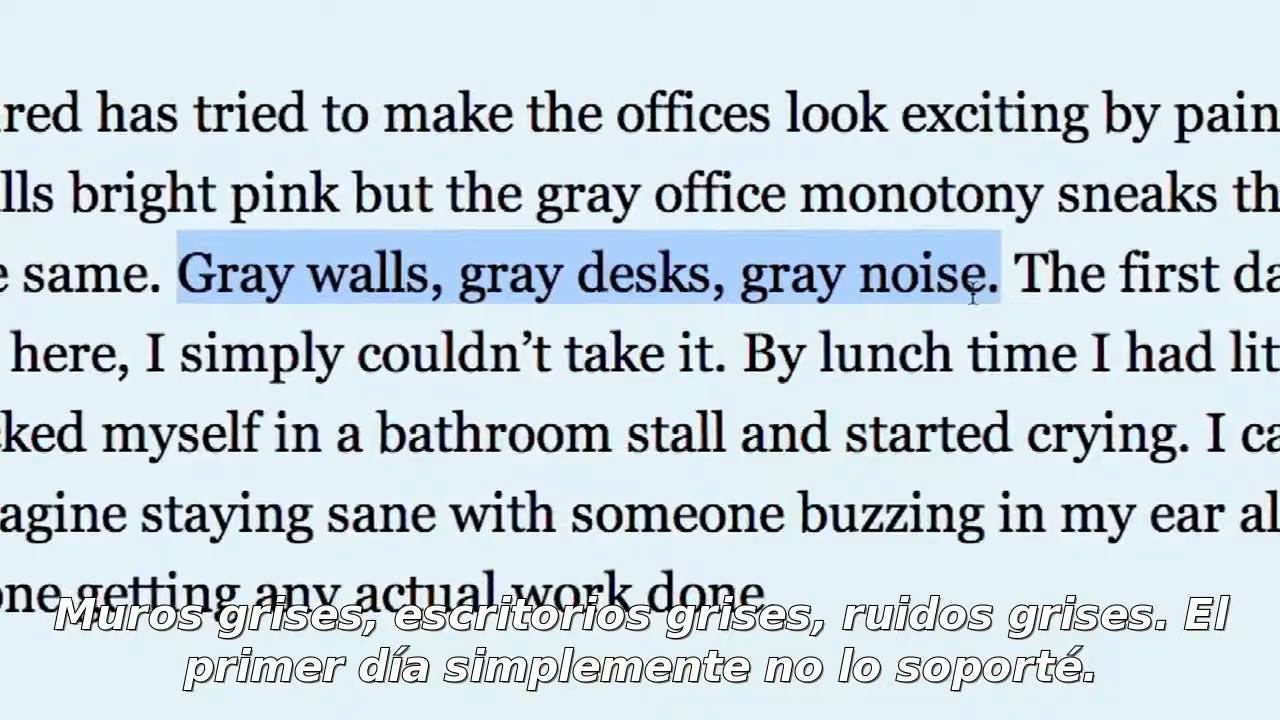 red has tried to make the offices look exciting by pain
lls bright pink but the gray office monotony sneaks th
e same. Gray walls, gray desks, gray noise. The first da
here, I simply couldn’t take it. By lunch time I had lit
cked myself in a bathroom stall and started crying. I ca
agine staying sane with someone buzzing in my ear al
one getting any actual work done.
Muros grises, escritorios grises, ruidos grises. El
primer día simplemente no lo soporté.